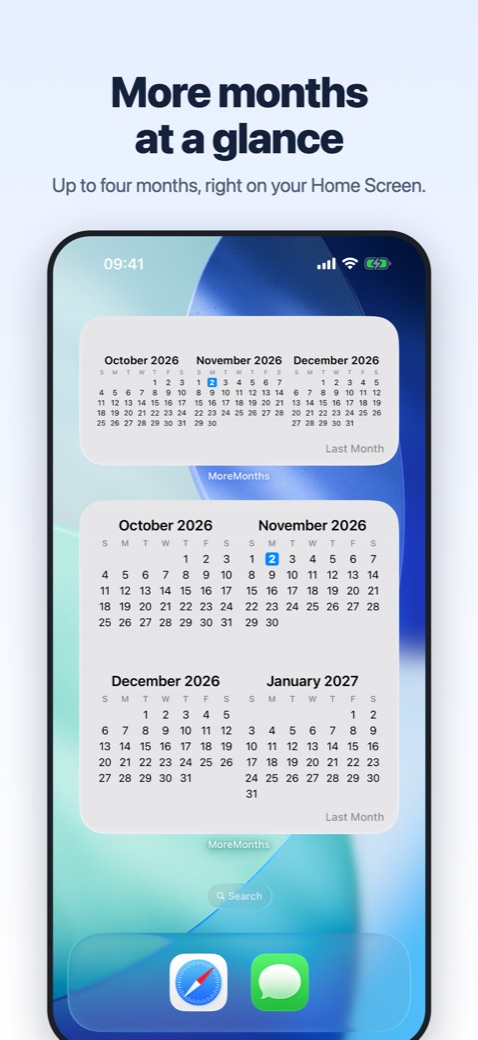 More months
at a glance
Up to four months, right on your Home Screen.
09:41
October 2026 November 2026 December 2026
S M T W T F S S M T W T F S S M T W T F S
1 2 3 1 2 3 4 5 6 7 1 2 3 4 5
4 5 6 7 8 9 10 8 9 10 11 12 13 14 6 7 8 9 10 11 12
11 12 13 14 15 16 17 15 16 17 18 19 20 21 13 14 15 16 17 18 19
18 19 20 21 22 23 24 22 23 24 25 26 27 28 20 21 22 23 24 25 26
25 26 27 28 29 30 31 29 30 27 28 29 30 31
Last Month
MoreMonths
October 2026 November 2026
S M T W T F S S M T W T F S
1 2 3 1 2 3 4 5 6 7
4 5 6 7 8 9 10 8 9 10 11 12 13 14
11 12 13 14 15 16 17 15 16 17 18 19 20 21
18 19 20 21 22 23 24 22 23 24 25 26 27 28
25 26 27 28 29 30 31 29 30
December 2026 January 2027
S M T W T F S S M T W T F S
1 2 3 4 5 1 2
6 7 8 9 10 11 12 3 4 5 6 7 8 9
13 14 15 16 17 18 19 10 11 12 13 14 15 16
20 21 22 23 24 25 26 17 18 19 20 21 22 23
27 28 29 30 31 24 25 26 27 28 29 30
31
Last Month
MoreMonths
Search